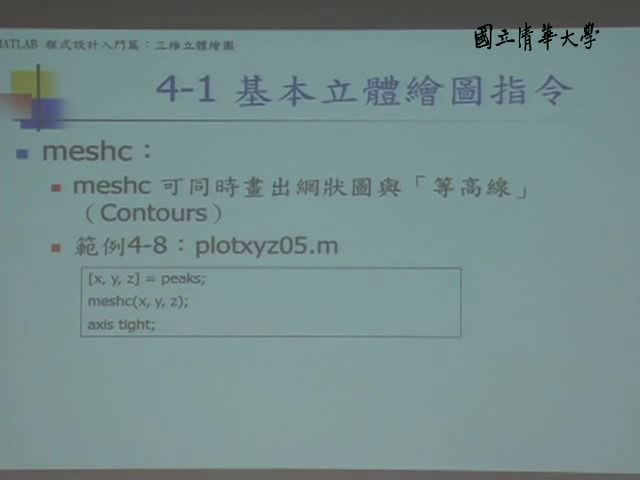 MATLAB 程式設計入門篇：三維立體繪圖
國立清華大學
4-1 基本立體繪圖指令
meshc：
meshc 可同時畫出網狀圖與「等高線」
（Contours）
範例4-8：plotxyz05.m
[x, y, z] = peaks;
meshc(x, y, z);
axis tight;